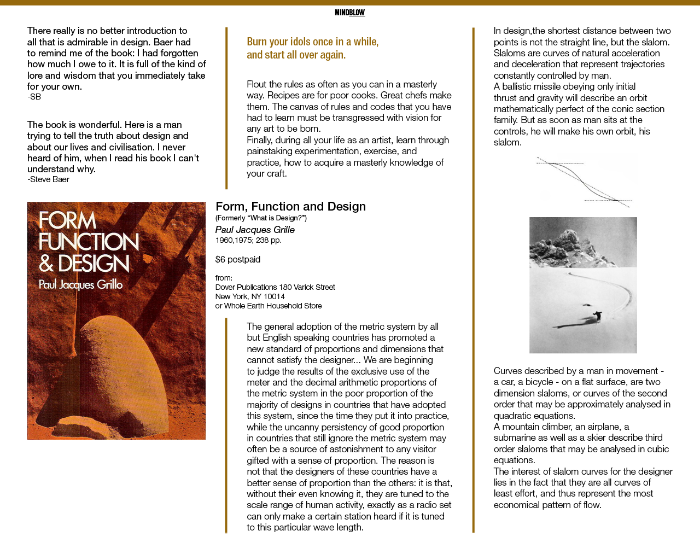 MINDBLOW
There really is no better introduction to
all that is admirable in design. Baer had
to remind me of the book: I had forgotten
how much I owe to it. It is full of the kind of
lore and wisdom that you immediately take
for your own.
-SB
The book is wonderful. Here is a man
trying to tell the truth about design and
about our lives and civilisation. I never
heard of him, when I read his book I can't
understand why.
-Steve Baer
FORM
FUNCTION
& DESIGN
Paul Jacques Grillo
Burn your idols once in a while,
and start all over again.
Flout the rules as often as you can in a masterly
way. Recipes are for poor cooks. Great chefs make
them. The canvas of rules and codes that you have
had to learn must be transgressed with vision for
any art to be born.
Finally, during all your life as an artist, learn through
painstaking experimentation, exercise, and
practice, how to acquire a masterly knowledge of
your craft.
Form, Function and Design
(Formerly "What is Design?")
Paul Jacques Grille
1960,1975; 238 pp.
$6 postpaid
from:
Dover Publications 180 Varick Street
New York, NY 10014
or Whole Earth Household Store
The general adoption of the metric system by all
but English speaking countries has promoted a
new standard of proportions and dimensions that
cannot satisfy the designer... We are beginning
to judge the results of the exclusive use of the
meter and the decimal arithmetic proportions of
the metric system in the poor proportion of the
majority of designs in countries that have adopted
this system, since the time they put it into practice,
while the uncanny persistency of good proportion
in countries that still ignore the metric system may
often be a source of astonishment to any visitor
gifted with a sense of proportion. The reason is
not that the designers of these countries have a
better sense of proportion than the others: it is that,
without their even knowing it, they are tuned to the
scale range of human activity, exactly as a radio set
can only make a certain station heard if it is tuned
to this particular wave length.
In design,the shortest distance between two
points is not the straight line, but the slalom.
Slaloms are curves of natural acceleration
and deceleration that represent trajectories
constantly controlled by man.
A ballistic missile obeying only initial
thrust and gravity will describe an orbit
mathematically perfect of the conic section
family. But as soon as man sits at the
controls, he will make his own orbit, his
slalom.
Curves described by a man in movement -
a car, a bicycle - on a flat surface, are two
dimension slaloms, or curves of the second
order that may be approximately analysed in
quadratic equations.
A mountain climber, an airplane, a
submarine as well as a skier describe third
order slaloms that may be analysed in cubic
equations.
The interest of slalom curves for the designer
lies in the fact that they are all curves of
least effort, and thus represent the most
economical pattern of flow.